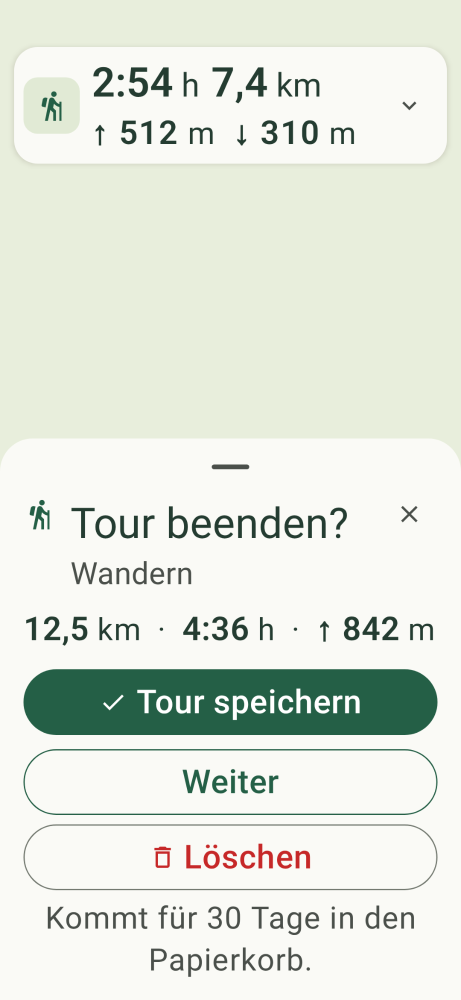 2:54 h 7,4 km
↑ 512 m ↓ 310 m
Tour beenden?
Wandern
12,5 km · 4:36 h · ↑ 842 m
Tour speichern
Weiter
Löschen
Kommt für 30 Tage in den
Papierkorb.